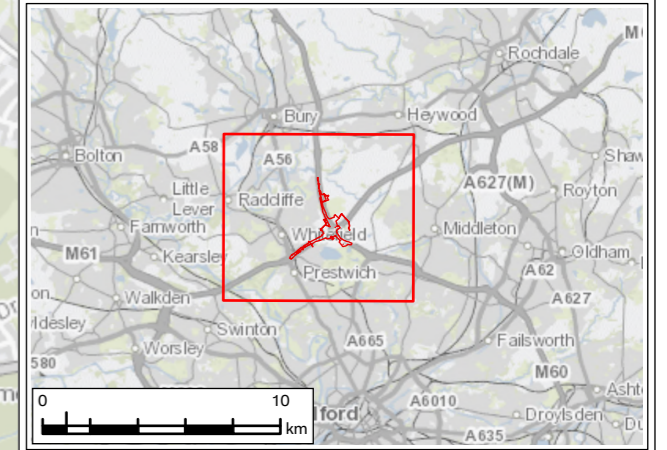 Rochdale
Bury
Heywood
Bolton
A58
A56
Little
Lever
Radcliffe
A627(M)
Royton
Farnworth
Whitefield
Middleton
M61
Kearsley
Oldham
Prestwich
A62
Walkden
A627
Swinton
A665
Failsworth
Worsley
580
M60
0
10
km
A6010
Droylsden
A635